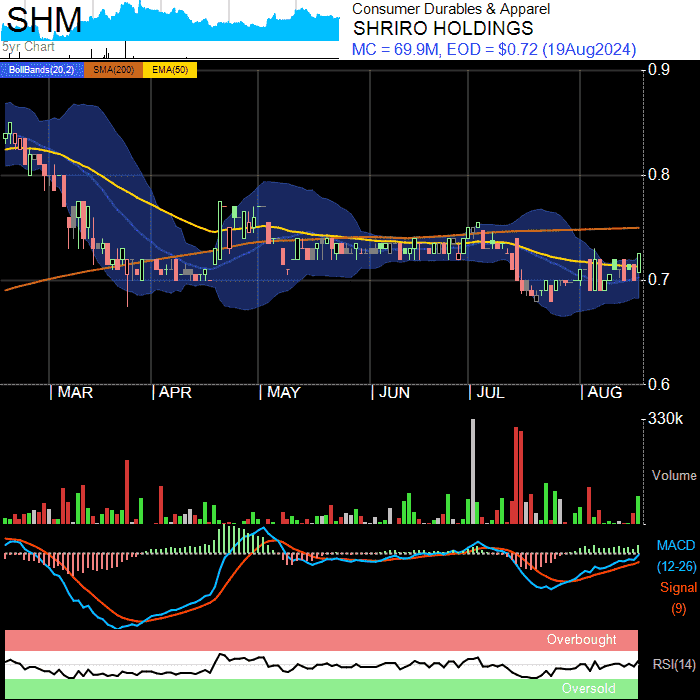 SHM
5yr Chart
Consumer Durables & Apparel
SHRIRO HOLDINGS
MC = 69.9M, EOD = $0.72 (19Aug2024)
BollBands(20,2) SMA(200) EMA(50)
0.9
0.8
0.7
0.6
MAR APR MAY JUN JUL AUG
330k
Volume
MACD
(12-26)
Signal
(9)
Overbought
RSI(14)
Oversold